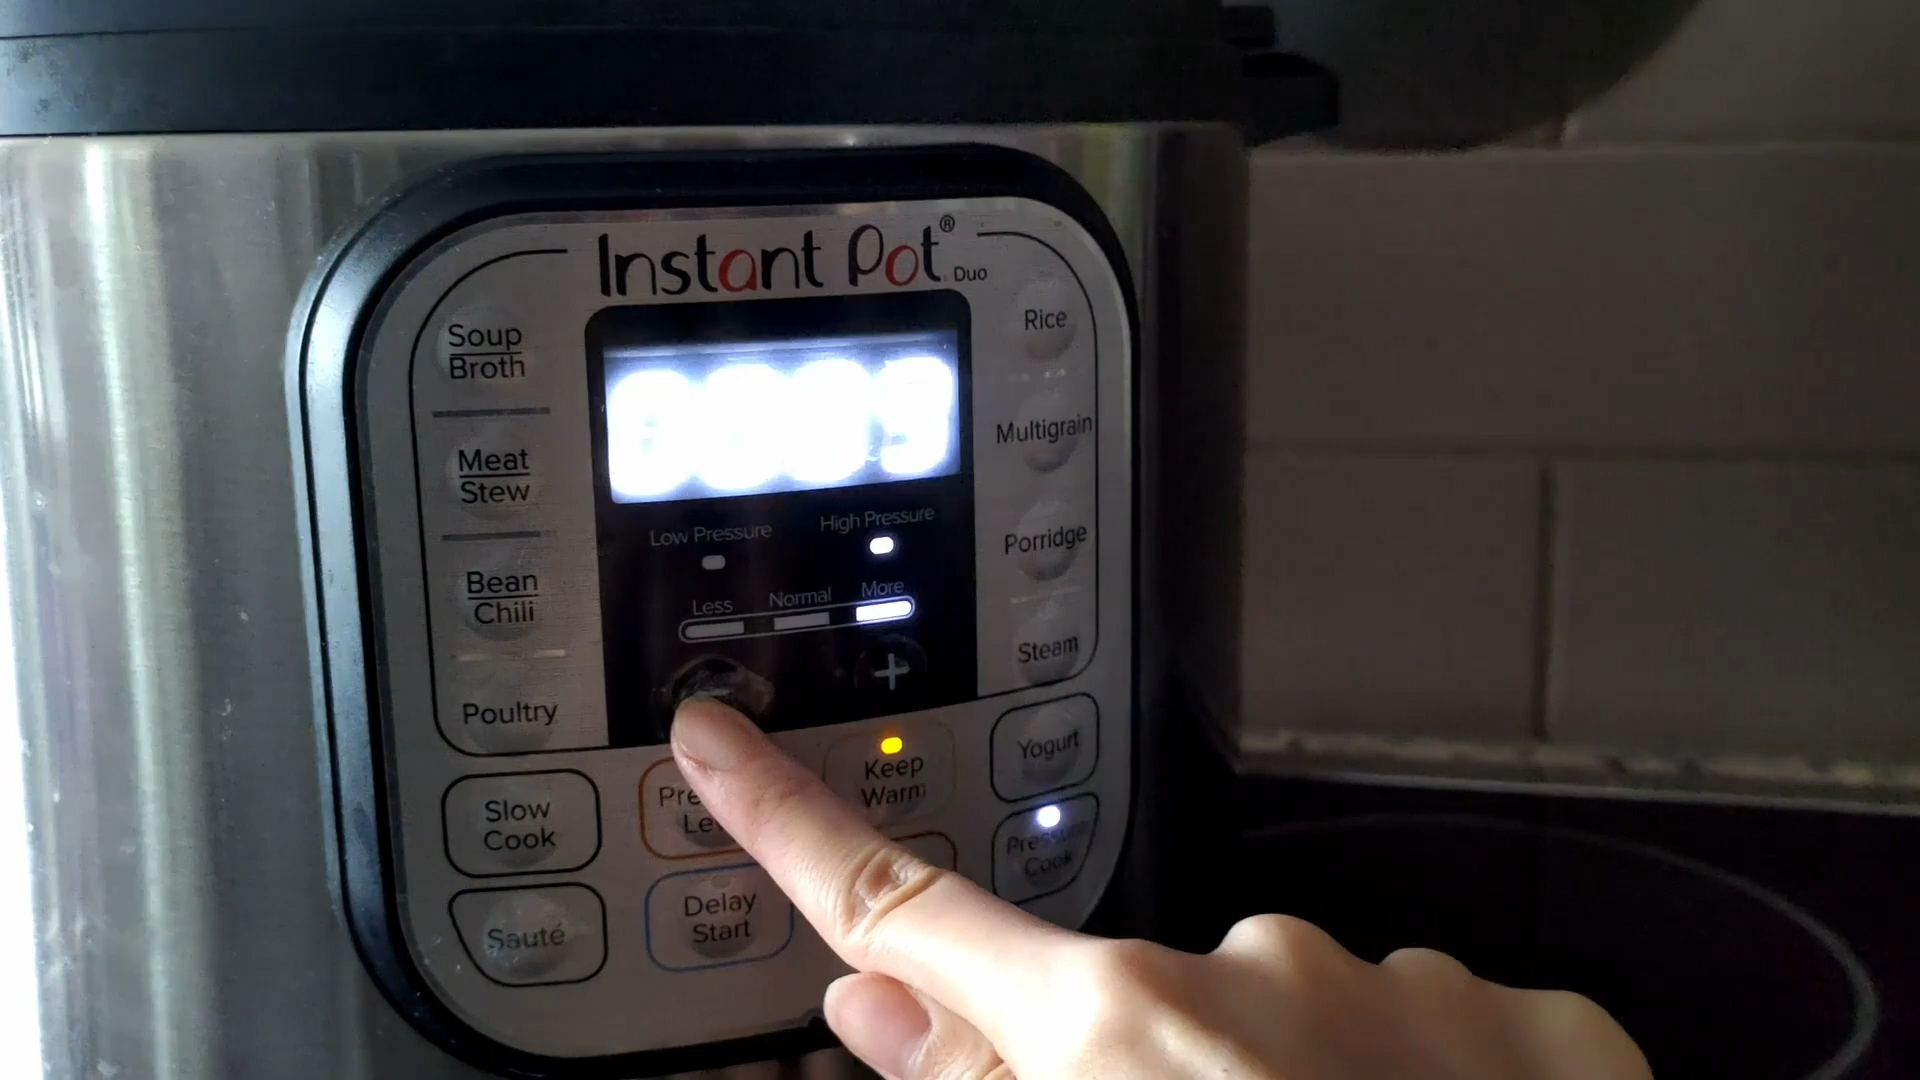 Instant Pot® Duo
Soup
Broth
Meat
Stew
Bean
Chili
Poultry
Low Pressure
High Pressure
Less
Normal
More
+
Rice
Multigrain
Porridge
Steam
Slow
Cook
Sauté
Delay
Start
Keep
Warm
Yogurt
Cook